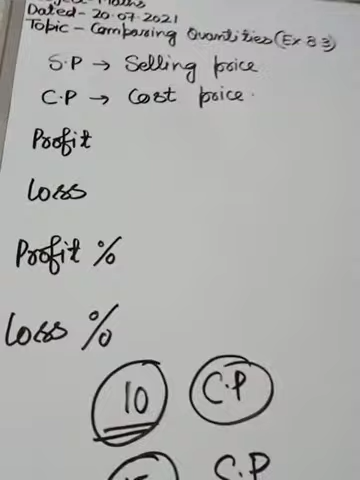 Maths
Dated- 20-07-2021
Topic - Comparing Quantities (Ex 8.3)
S.P → Selling price
C.P → Cost price.
Profit
Loss
Profit %
Loss %
10 C.P
C.P